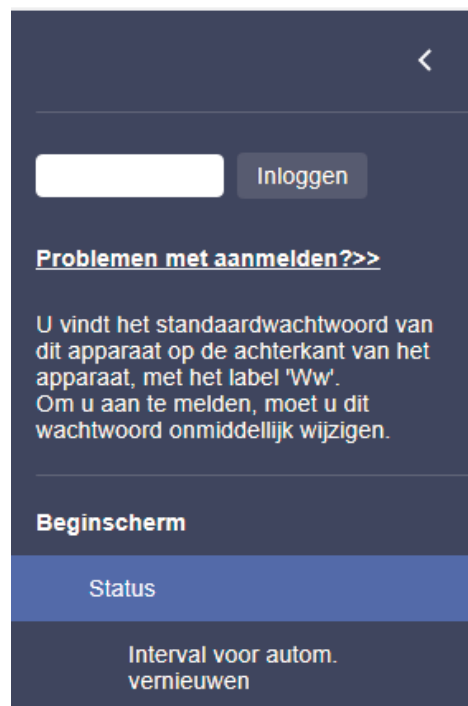 Inloggen
Problemen met aanmelden?>>
U vindt het standaardwachtwoord van
dit apparaat op de achterkant van het
apparaat, met het label 'Ww'.
Om u aan te melden, moet u dit
wachtwoord onmiddellijk wijzigen.
Beginscherm
Status
Interval voor autom.
vernieuwen